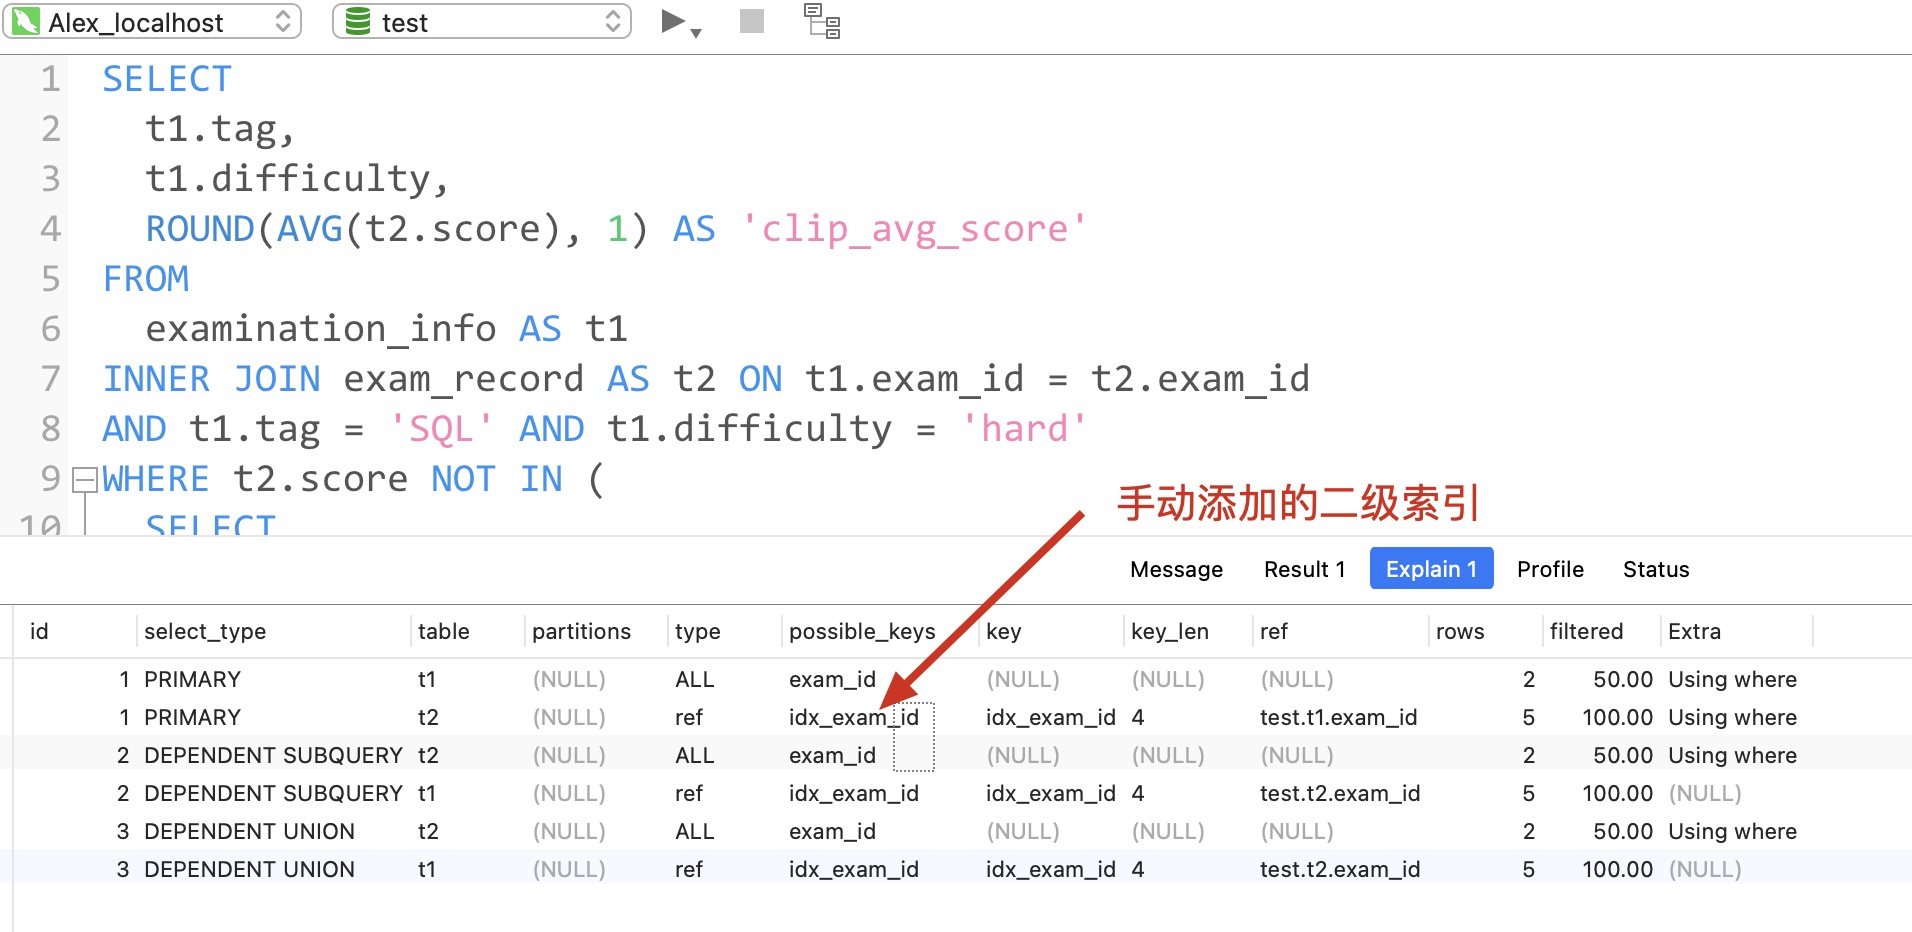 Alex_localhost test
1 SELECT
2 t1.tag,
3 t1.difficulty,
4 ROUND(AVG(t2.score), 1) AS 'clip_avg_score'
5 FROM
6 examination_info AS t1
7 INNER JOIN exam_record AS t2 ON t1.exam_id = t2.exam_id
8 AND t1.tag = 'SQL' AND t1.difficulty = 'hard'
9 WHERE t2.score NOT IN (
手动添加的二级索引
10 SELECT
Message Result 1 Explain 1 Profile Status
id select_type table partitions type possible_keys key key_len ref rows filtered Extra
1 PRIMARY t1 (NULL) ALL exam_id (NULL) (NULL) (NULL) 2 50.00 Using where
1 PRIMARY t2 (NULL) ref idx_exam_id idx_exam_id 4 test.t1.exam_id 5 100.00 Using where
2 DEPENDENT SUBQUERY t2 (NULL) ALL exam_id (NULL) (NULL) (NULL) 2 50.00 Using where
2 DEPENDENT SUBQUERY t1 (NULL) ref idx_exam_id idx_exam_id 4 test.t2.exam_id 5 100.00 (NULL)
3 DEPENDENT UNION t2 (NULL) ALL exam_id (NULL) (NULL) (NULL) 2 50.00 Using where
3 DEPENDENT UNION t1 (NULL) ref idx_exam_id idx_exam_id 4 test.t2.exam_id 5 100.00 (NULL)